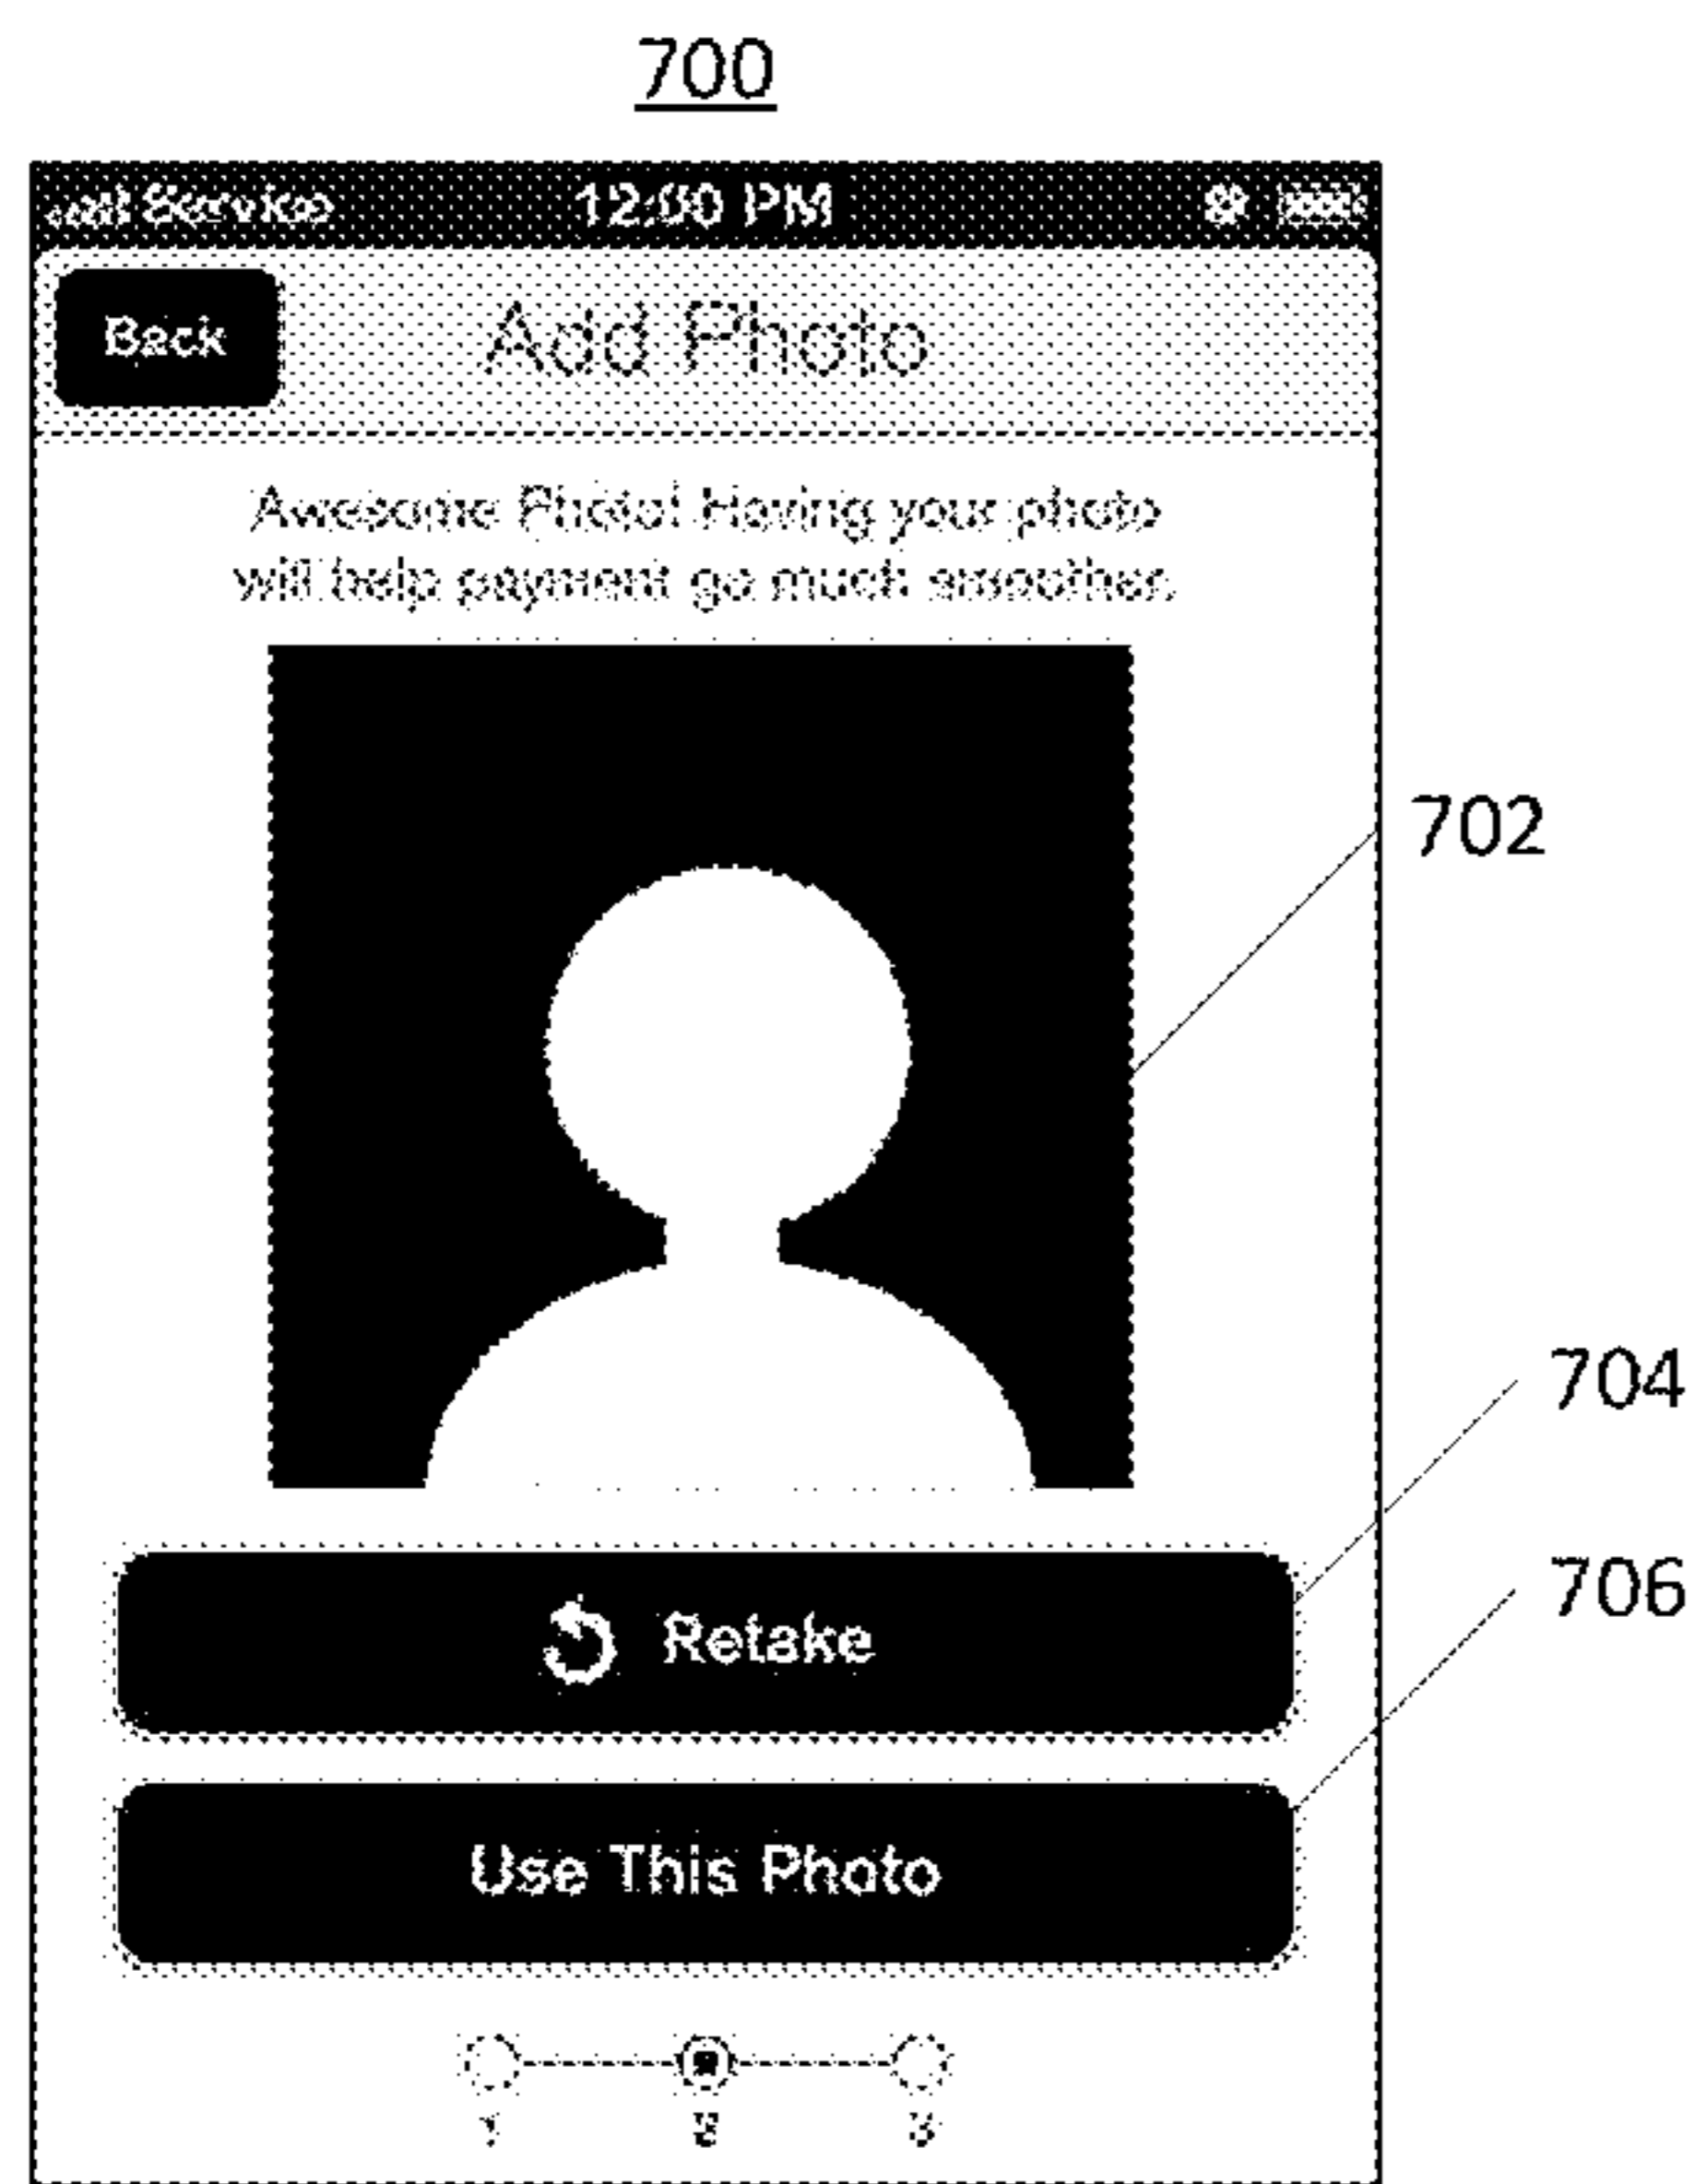 700
Service 12:00 PM
Back Add Photo
Awesome Photo! Having your photo
will help payment go much smoother.
702
704
Retake
706
Use This Photo
1 2 3